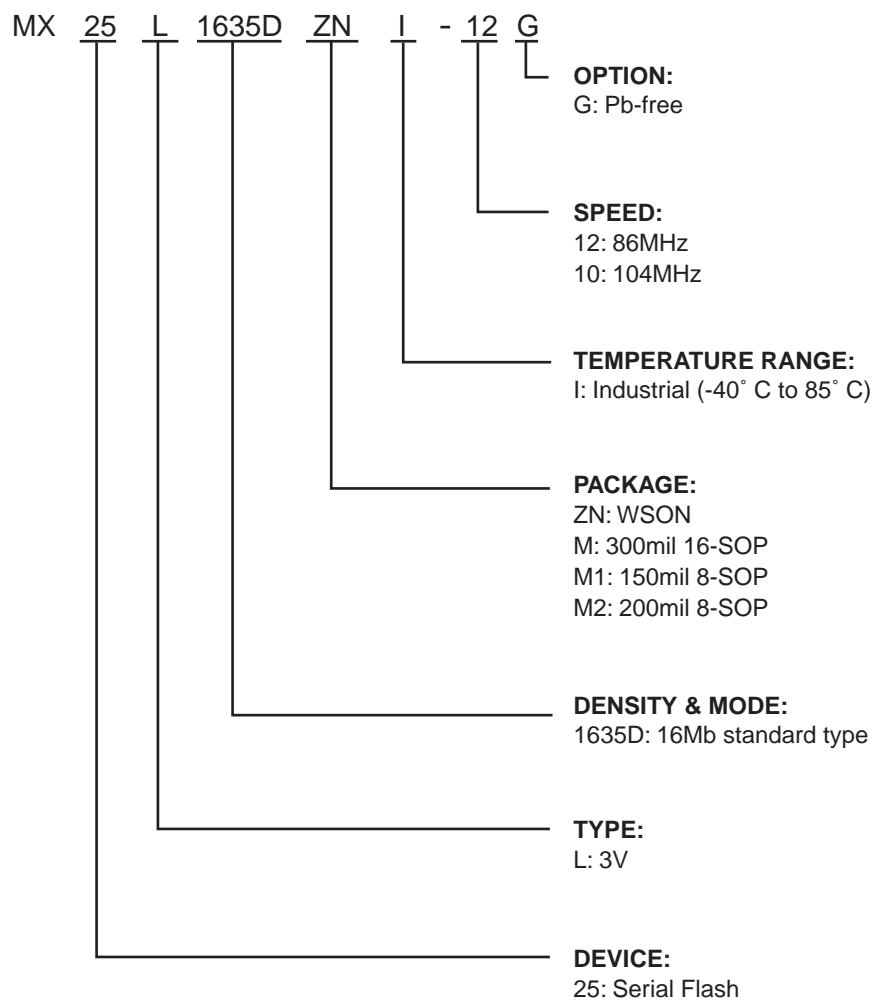 MX 25 L 1635D ZN I - 12 G
OPTION:
G: Pb-free
SPEED:
12: 86MHz
10: 104MHz
TEMPERATURE RANGE:
I: Industrial (-40˚ C to 85˚ C)
PACKAGE:
ZN: WSON
M: 300mil 16-SOP
M1: 150mil 8-SOP
M2: 200mil 8-SOP
DENSITY & MODE:
1635D: 16Mb standard type
TYPE:
L: 3V
DEVICE:
25: Serial Flash